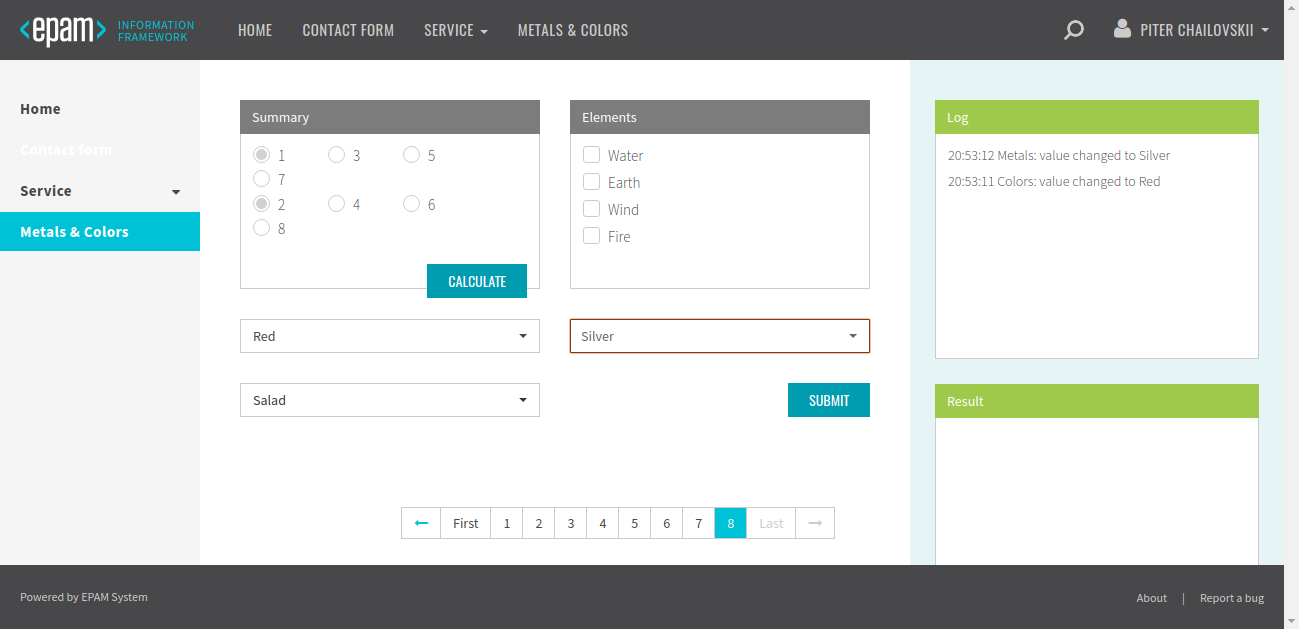 <epam> INFORMATION FRAMEWORK
HOME CONTACT FORM SERVICE METALS & COLORS PITER CHAILOVSKII
Home
Contact form
Service
Metals & Colors
Summary
1 3 5
7
2 4 6
8
CALCULATE
Elements
Water
Earth
Wind
Fire
Red
Silver
Salad
SUBMIT
First 1 2 3 4 5 6 7 8 Last
Log
20:53:12 Metals: value changed to Silver
20:53:11 Colors: value changed to Red
Result
Powered by EPAM System
About | Report a bug